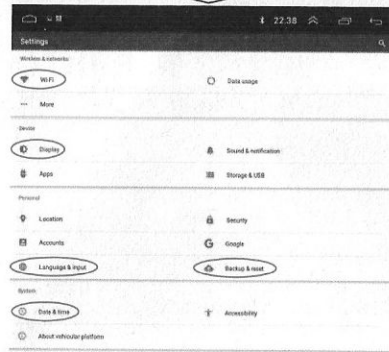 22:38
Settings
Wireless & networks
Wi-Fi
Data usage
More
Device
Display
Sound & notification
Apps
Storage & USB
Personal
Location
Security
Accounts
Google
Language & input
Backup & reset
System
Date & time
Accessibility
About vehicular platform